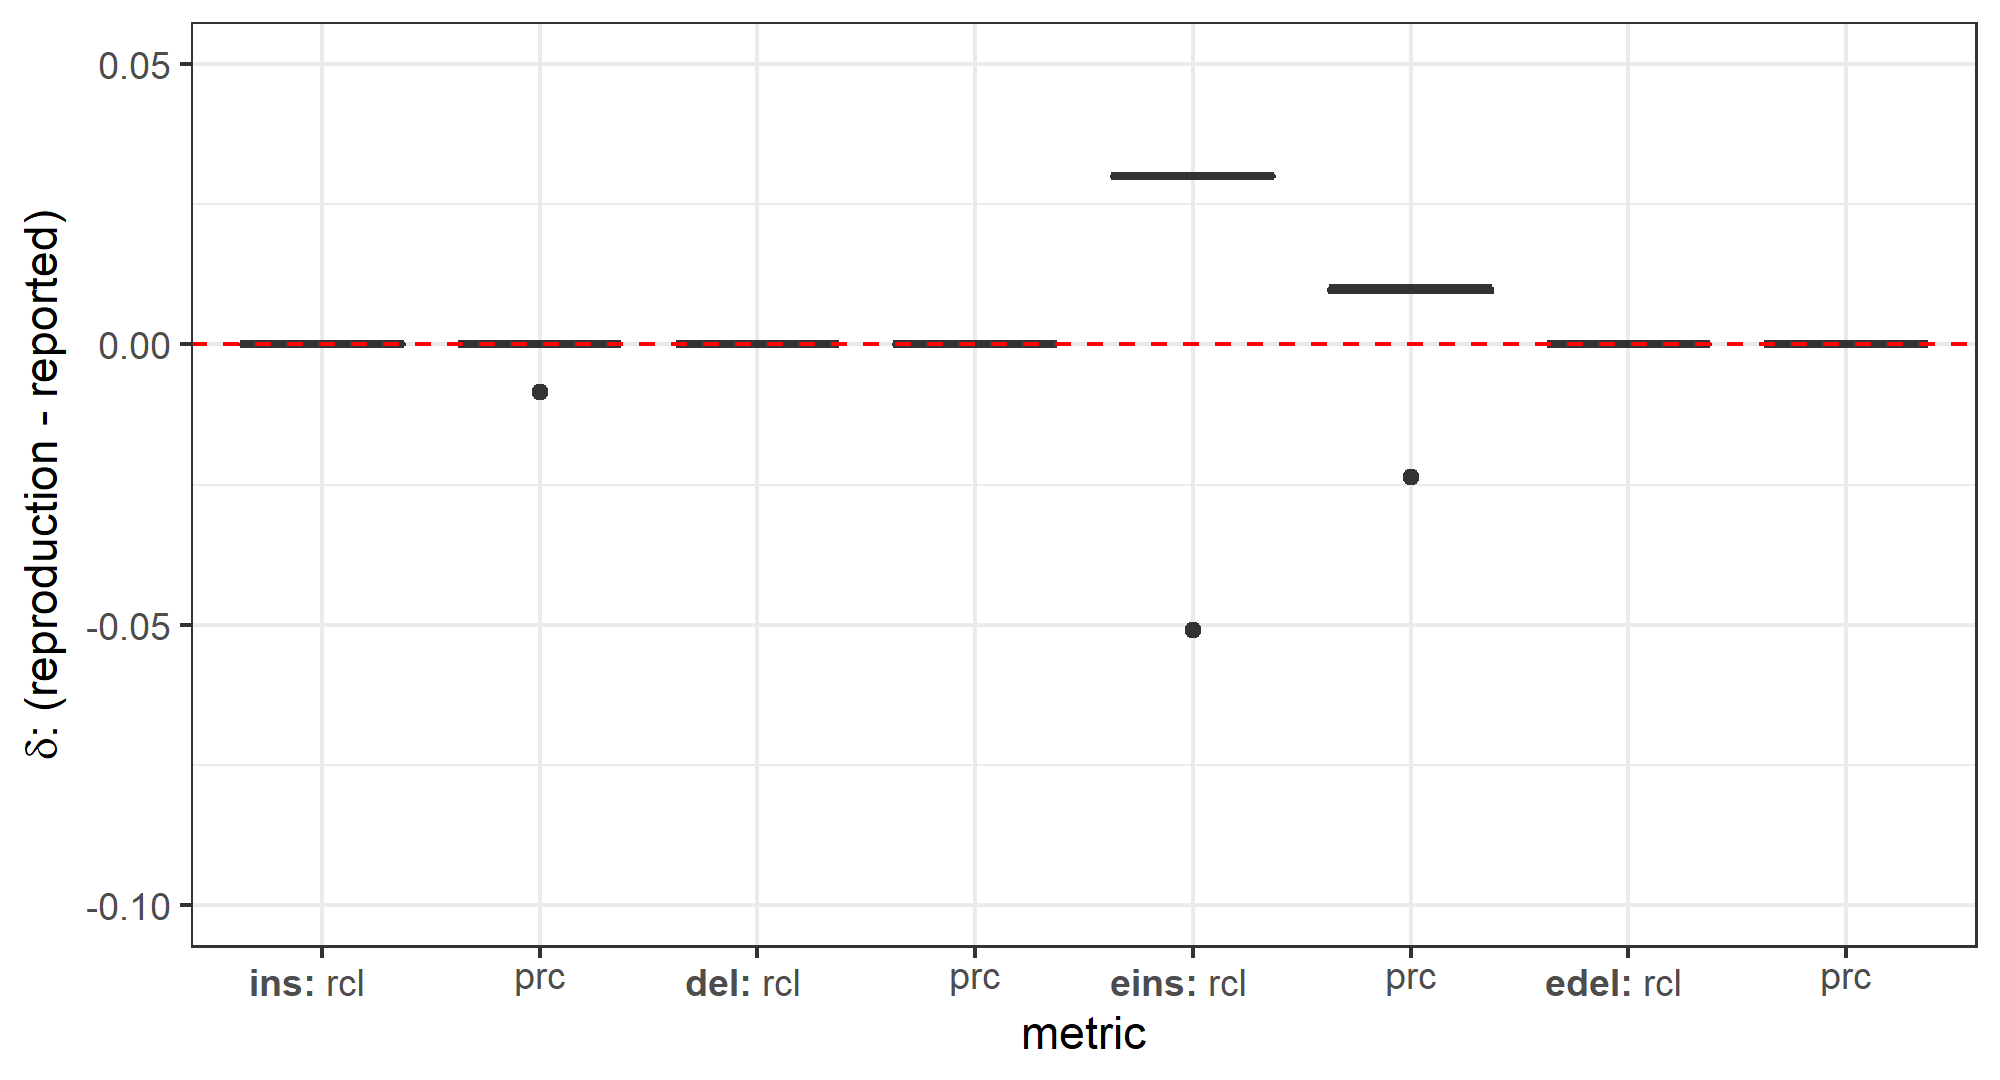 δ: (reproduction - reported)
0.05
0.00
-0.05
-0.10
ins: rcl
prc
del: rcl
prc
eins: rcl
prc
edel: rcl
prc
metric